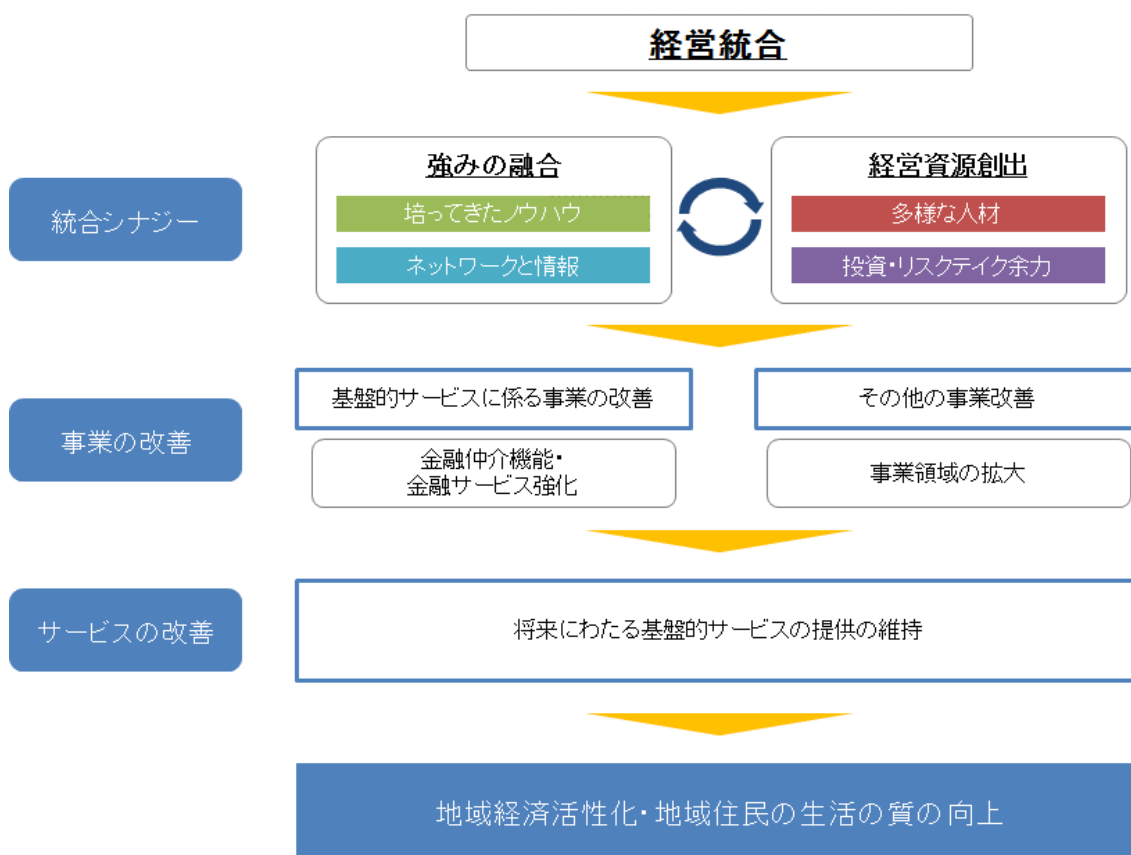 経営統合
統合シナジー
強みの融合
培ってきたノウハウ
ネットワークと情報
経営資源創出
多様な人材
投資・リスクテイク余力
事業の改善
基盤的サービスに係る事業の改善
金融仲介機能・
金融サービス強化
その他の事業改善
事業領域の拡大
サービスの改善
将来にわたる基盤的サービスの提供の維持
地域経済活性化・地域住民の生活の質の向上